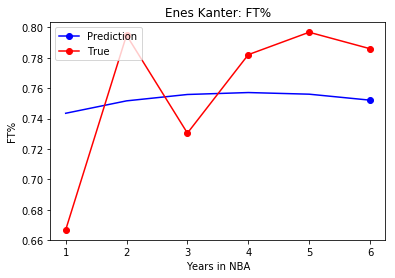 Enes Kanter: FT%
Prediction
True
0.80
0.78
0.76
0.74
0.72
0.70
0.68
0.66
FT%
1 2 3 4 5 6
Years in NBA